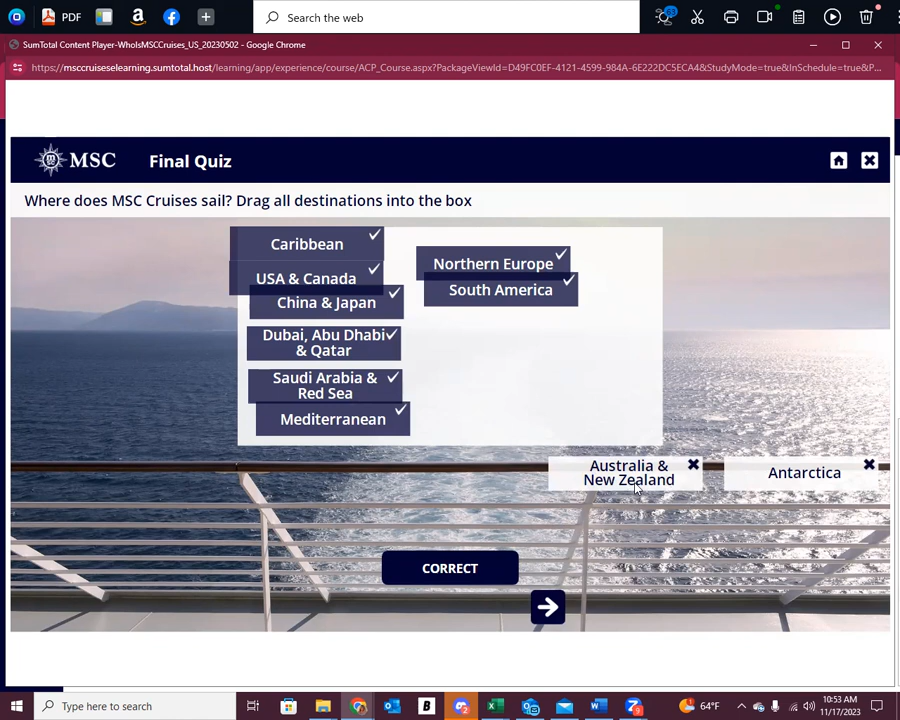 PDF
Search the web
SumTotal Content Player-WhoIsMSCCruises_US_20230502 - Google Chrome
https://msccruiseselearning.sumtotal.host/learning/app/experience/course/ACP_Course.aspx?PackageViewId=D49FC0EF-4121-4599-984A-6E222DC5ECA4&StudyMode=true&InSchedule=true&P...
MSC
Final Quiz
Where does MSC Cruises sail? Drag all destinations into the box
Caribbean
USA & Canada
China & Japan
Dubai, Abu Dhabi
& Qatar
Saudi Arabia &
Red Sea
Mediterranean
Northern Europe
South America
Australia &
New Zealand
Antarctica
CORRECT
Type here to search
64°F
10:53 AM
11/17/2023